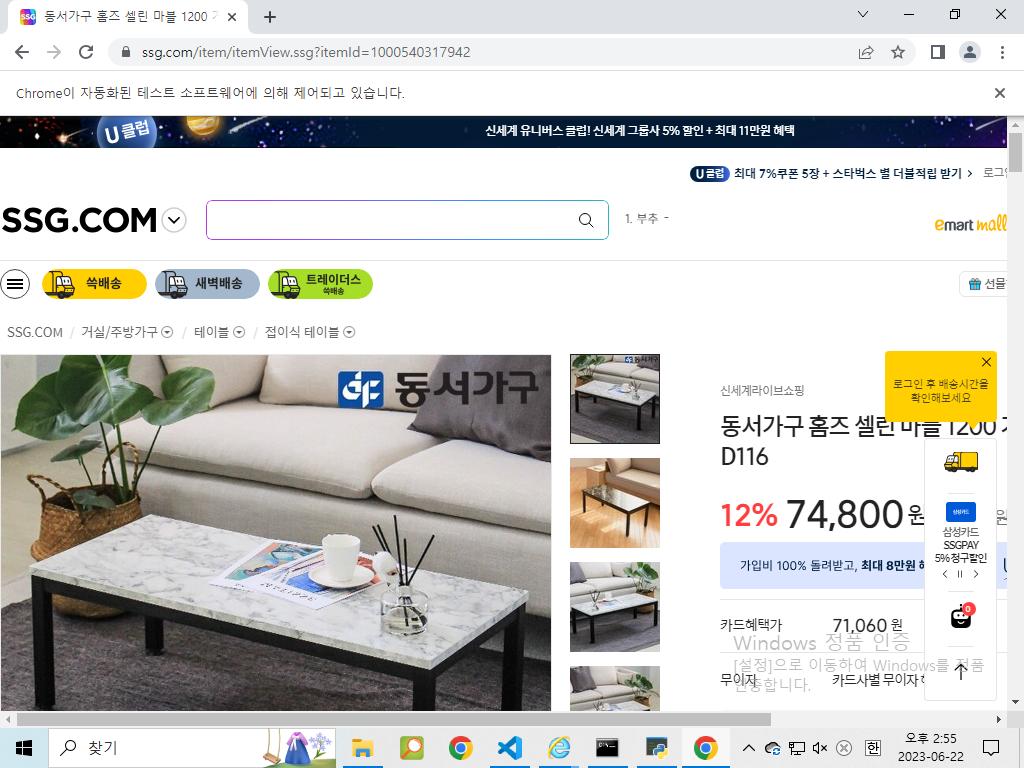 동서가구 홈즈 셀린 마블 1200
Chrome이 자동화된 테스트 소프트웨어에 의해 제어되고 있습니다.
ssg.com/item/itemView.ssg?itemId=1000540317942
U 클럽
신세계 유니버스 클럽! 신세계 그룹사 5% 할인 + 최대 11만원 혜택
U 클럽 최대 7%쿠폰 5장 + 스타벅스 별 더블적립 받기 > 로그인
SSG.COM
1. 부추 -
emart mall
쓱배송
새벽배송
트레이더스
쓱배송
선물
SSG.COM / 거실/주방가구 / 테이블 / 접이식 테이블
동서가구
로그인 후 배송시간을
확인해보세요
신세계라이브쇼핑
동서가구 홈즈 셀린 마블 1200
D116
12% 74,800 원
삼성카드
삼성카드
SSGPAY
5% 청구할인
가입비 100% 돌려받고, 최대 8만원
카드혜택가 71,060 원
0
무이자 카드사별 무이자
Windows 정품 인증
[설정]으로 이동하여 Windows를 정품
인증합니다.
찾기
오후 2:55
2023-06-22
한